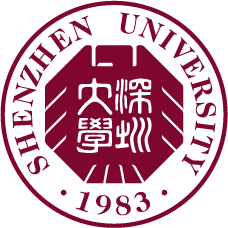 SHENZHEN UNIVERSITY
深圳
大學
· 1983 ·